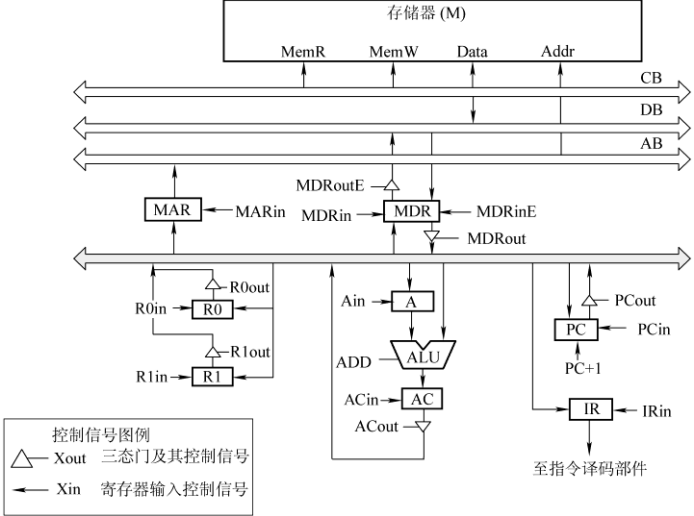 存储器 (M)
MemR MemW Data Addr
CB
DB
AB
MDRoutE
MAR MARin MDRin MDR MDRinE
MDRout
R0out
R0in R0
R1out
R1in R1
Ain A
ADD ALU
ACin AC
ACout
PCout
PC PCin
PC+1
IR IRin
至指令译码部件
控制信号图例
Xout 三态门及其控制信号
Xin 寄存器输入控制信号